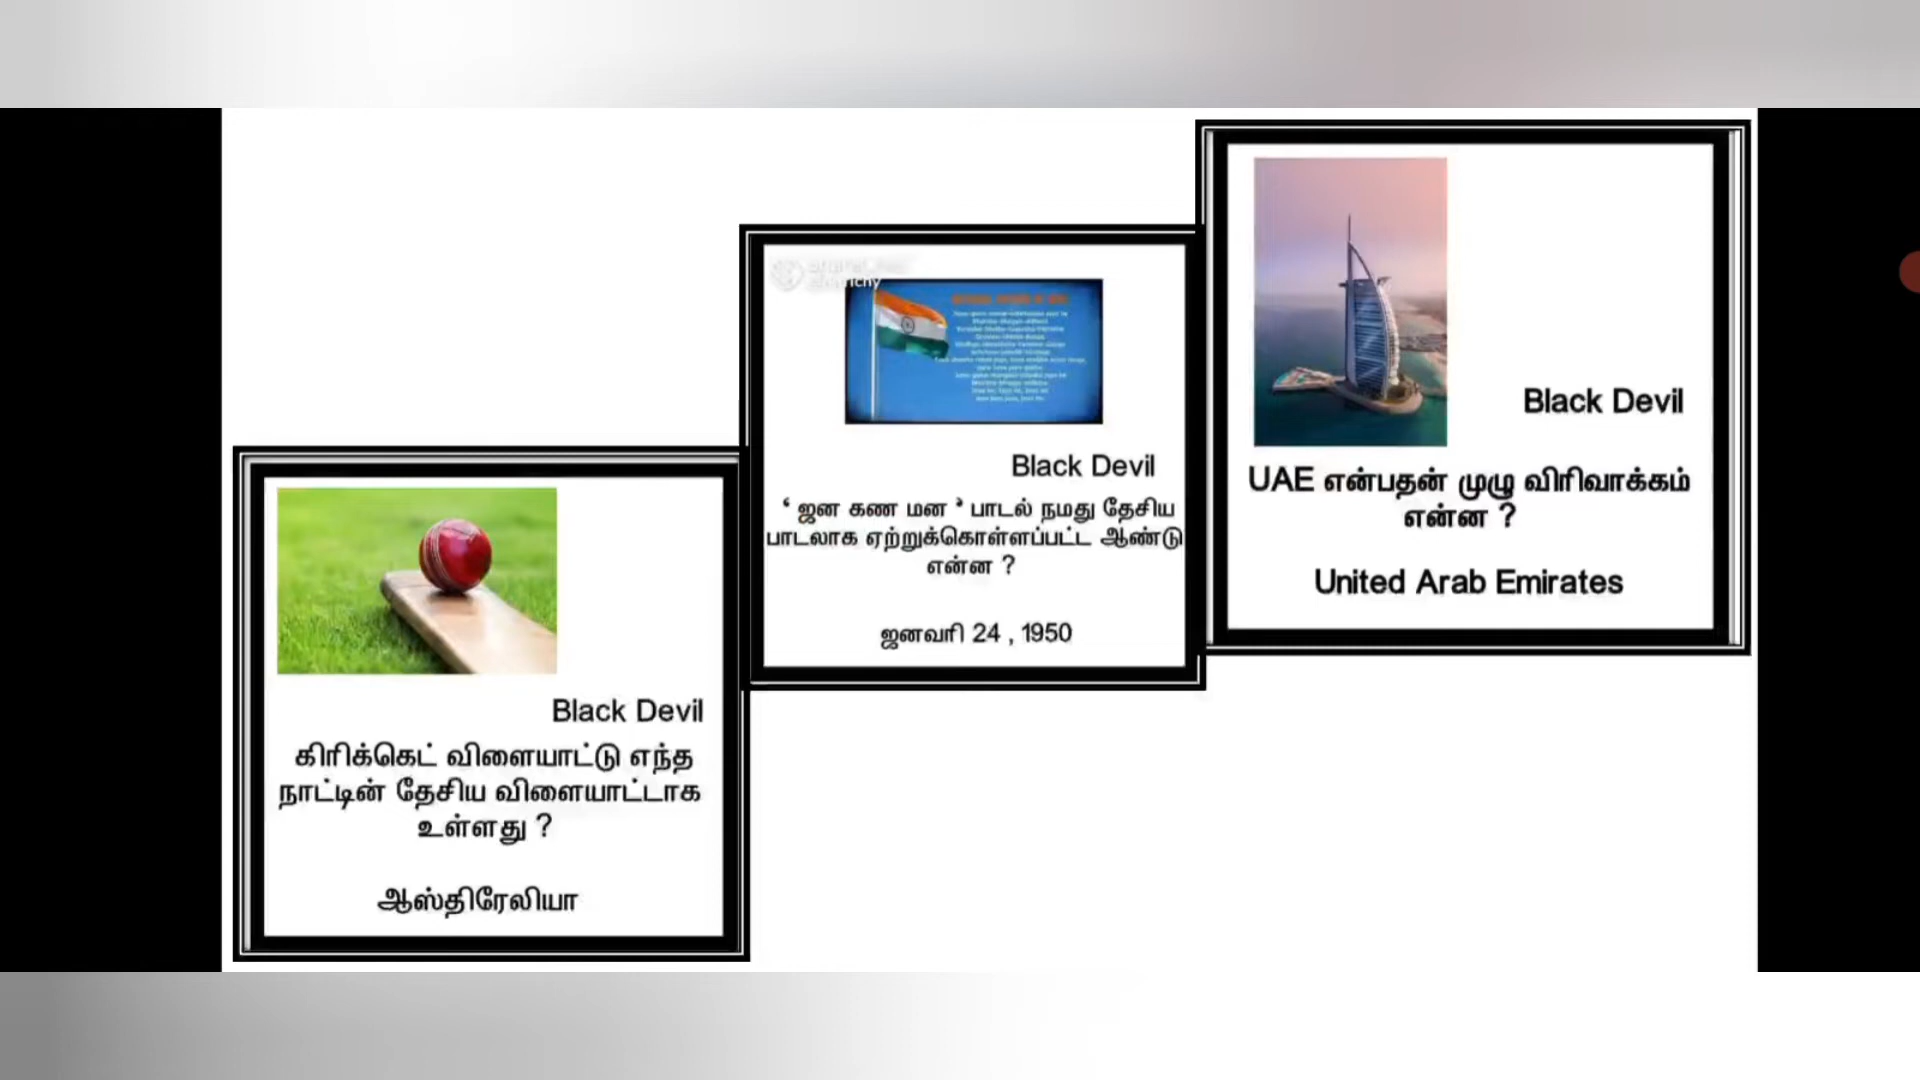 Black Devil
கிரிக்கெட் விளையாட்டு எந்த
நாட்டின் தேசிய விளையாட்டாக
உள்ளது ?
ஆஸ்திரேலியா
Black Devil
‘ ஜன கண மன ’ பாடல் நமது தேசிய
பாடலாக ஏற்றுக்கொள்ளப்பட்ட ஆண்டு
என்ன ?
ஜனவரி 24 , 1950
Black Devil
UAE என்பதன் முழு விரிவாக்கம்
என்ன ?
United Arab Emirates